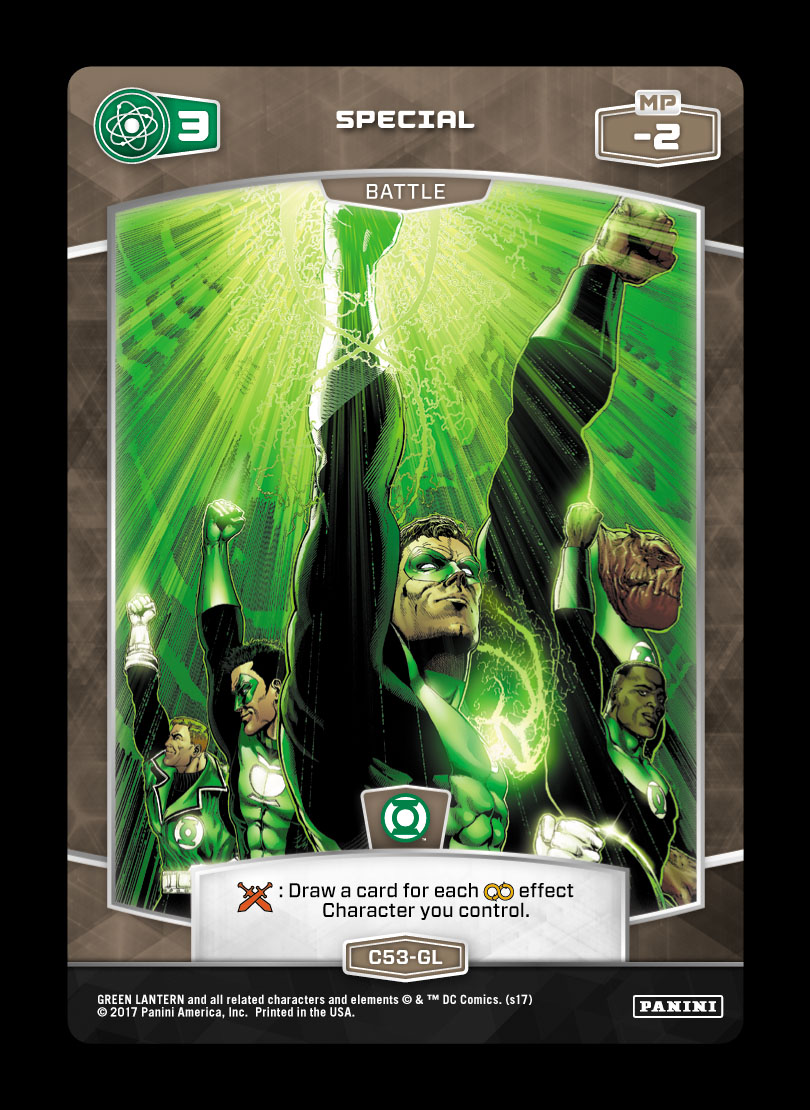 3
SPECIAL
MP
-2
BATTLE
™
: Draw a card for each effect
Character you control.
C53-GL
GREEN LANTERN and all related characters and elements © & ™ DC Comics. (s17)
© 2017 Panini America, Inc. Printed in the USA.
PANINI